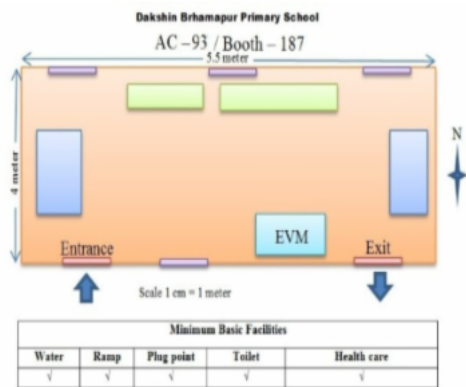 Dakshin Brhamapur Primary School
AC -93 / Booth - 187
5.5 meter
4 meter
N
EVM
Entrance
Exit
Scale 1 cm = 1 meter
Minimum Basic Facilities
Water Ramp Plug point Toilet Health care
√ √ √ √ √